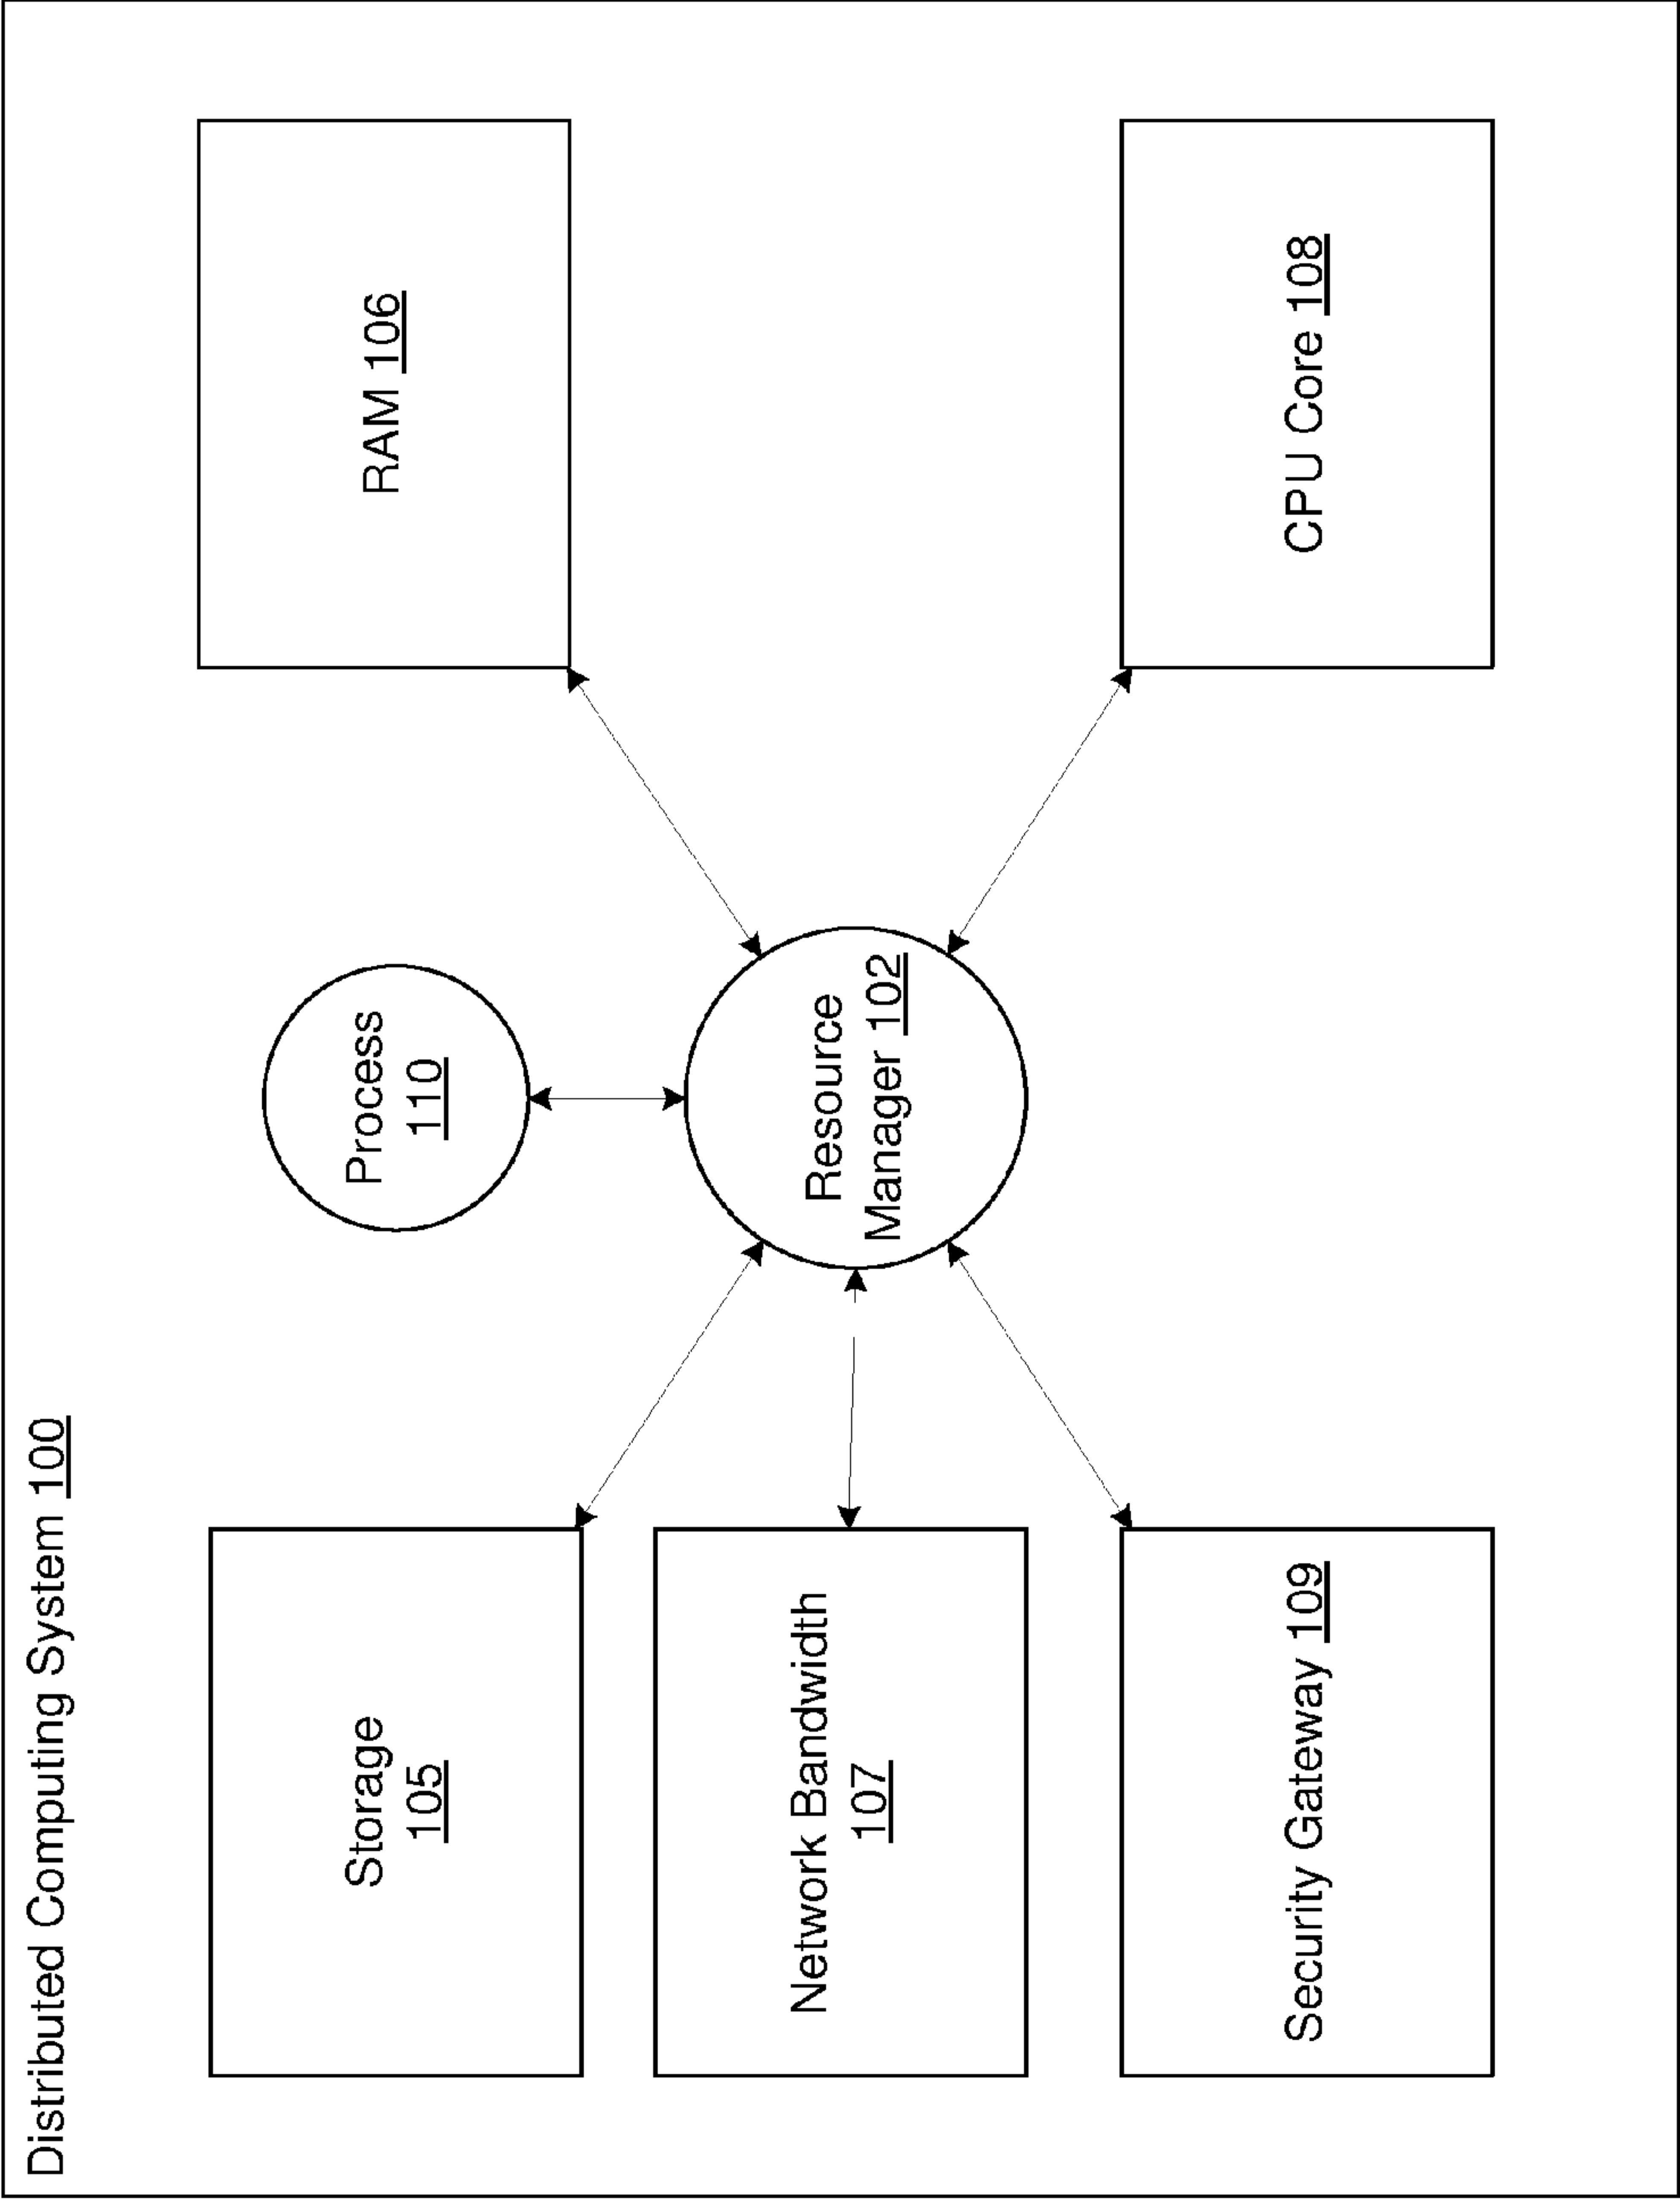 Distributed Computing System 100
Storage
105
Process
110
RAM 106
Network Bandwidth
107
Resource
Manager 102
Security Gateway 109
CPU Core 108